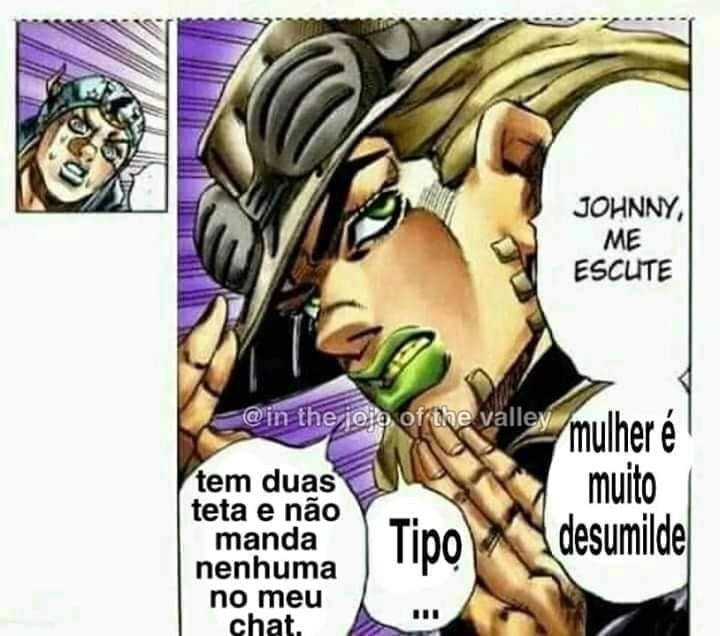 JOHNNY,
ME
ESCUTE
mulher é
muito
desumilde
Tipo
...
tem duas
teta e não
manda
nenhuma
no meu
chat.
@in the jojo of the valley